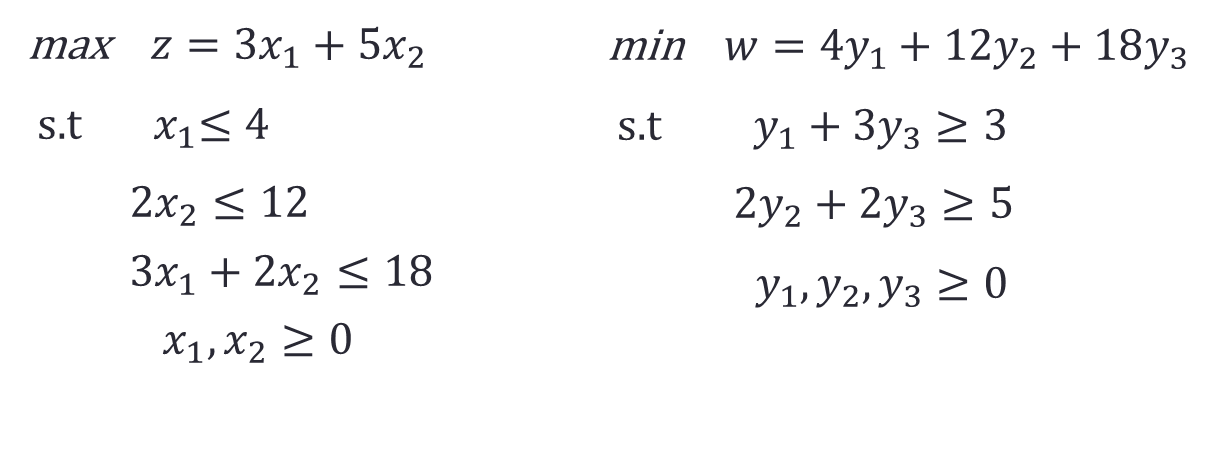 max z = 3x₁ + 5x₂
s.t x₁ ≤ 4
2x₂ ≤ 12
3x₁ + 2x₂ ≤ 18
x₁, x₂ ≥ 0
min w = 4y₁ + 12y₂ + 18y₃
s.t y₁ + 3y₃ ≥ 3
2y₂ + 2y₃ ≥ 5
y₁, y₂, y₃ ≥ 0